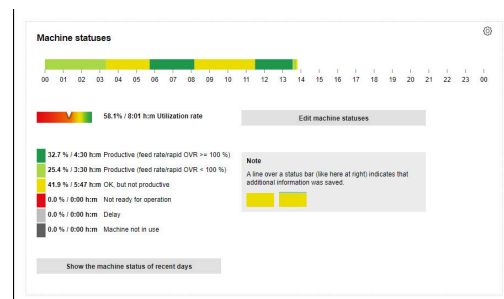 Machine statuses
00 01 02 03 04 05 06 07 08 09 10 11 12 13 14 15 16 17 18 19 20 21 22 23 00
58.1% / 8:01 h:m Utilization rate
Edit machine statuses
32.7 % / 4:30 h:m Productive (feed rate/rapid OVR >= 100 %)
25.4 % / 3:30 h:m Productive (feed rate/rapid OVR < 100 %)
41.9 % / 5:47 h:m OK, but not productive
0.0 % / 0:00 h:m Not ready for operation
0.0 % / 0:00 h:m Delay
0.0 % / 0:00 h:m Machine not in use
Note
A line over a status bar (like here at right) indicates that
additional information was saved.
Show the machine status of recent days